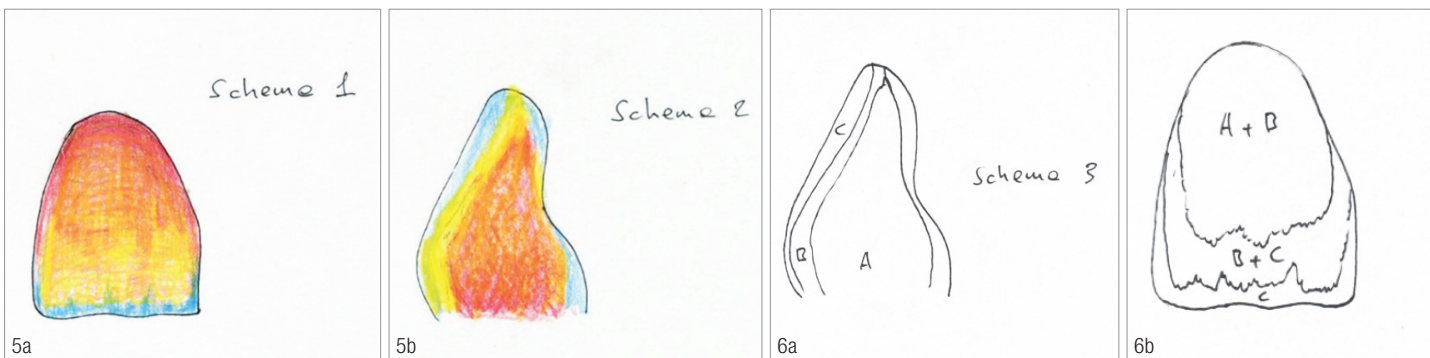 Scheme 1
5a
Scheme 2
5b
Scheme 3
C
B
A
6a
A + B
B + C
C
6b